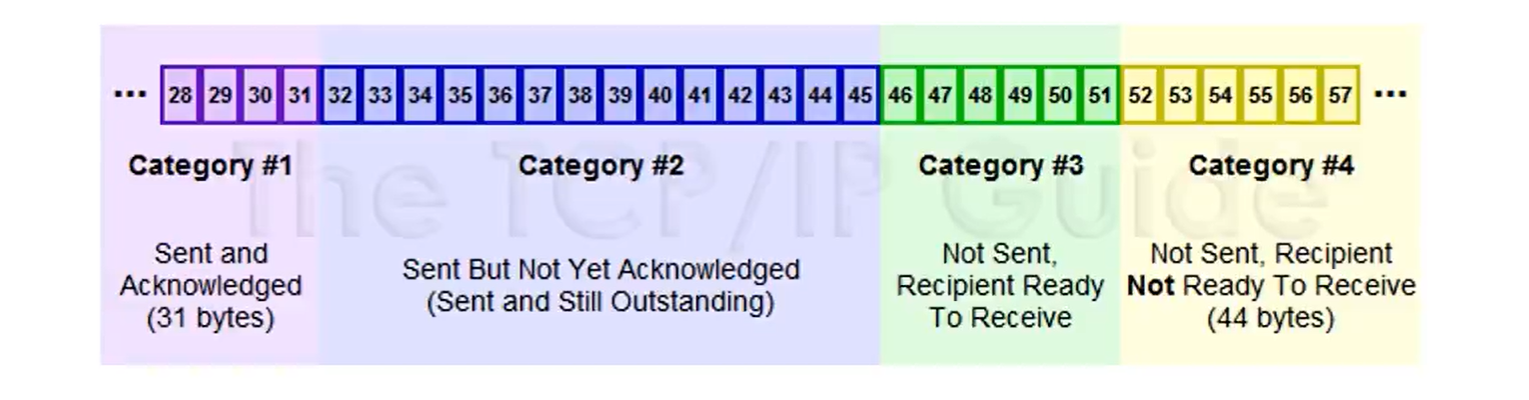 ... 28 29 30 31 32 33 34 35 36 37 38 39 40 41 42 43 44 45 46 47 48 49 50 51 52 53 54 55 56 57 ...
The TCP/IP Guide
Category #1
Category #2
Category #3
Category #4
Sent and
Acknowledged
(31 bytes)
Sent But Not Yet Acknowledged
(Sent and Still Outstanding)
Not Sent,
Recipient Ready
To Receive
Not Sent, Recipient
Not Ready To Receive
(44 bytes)